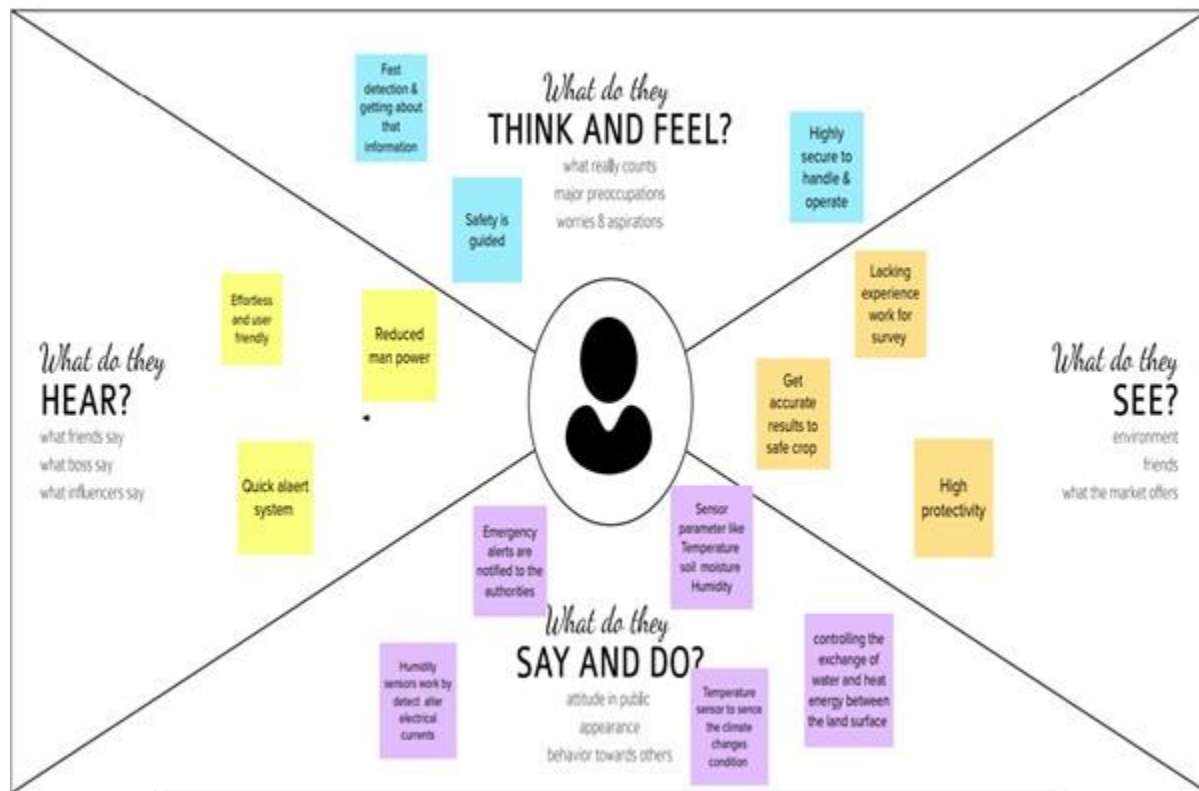 Fast
detection &
getting about
that
information
What do they
THINK AND FEEL?
what really counts
major preoccupations
worries & aspirations
Highly
secure to
handle &
operate
Safety is
guided
Effortless
and user
friendly
Reduced
man power
What do they
HEAR?
what friends say
what boss say
what influencers say
Quick alaert
system
Lacking
experience
work for
survey
Get
accurate
results to
safe crop
What do they
SEE?
environment
friends
what the market offers
High
protectivity
Emergency
alerts are
notified to the
authorities
Sensor
parameter like
Temperature
soil moisture
Humidity
What do they
SAY AND DO?
attitude in public
appearance
behavior towards others
Humidity
sensors work by
detect alter
electrical
currents
Temperature
sensor to sence
the climate
changes
condition
controlling the
exchange of
water and heat
energy between
the land surface